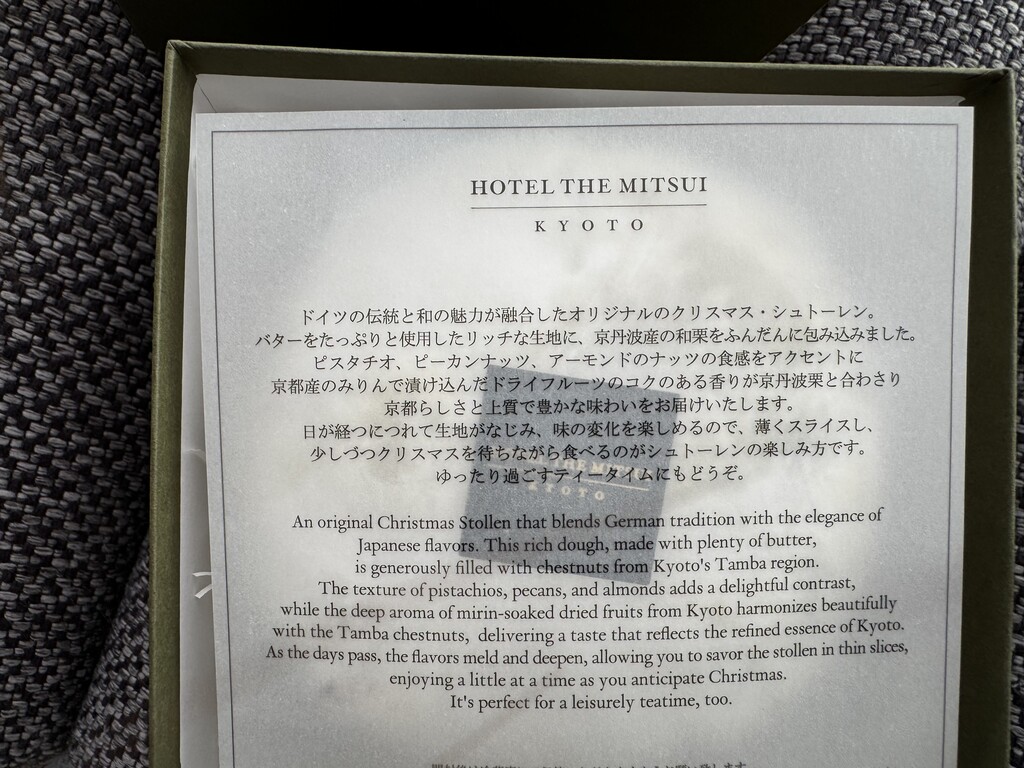 HOTEL THE MITSUI
KYOTO
ドイツの伝統と和の魅力が融合したオリジナルのクリスマス・シュトーレン。
バターをたっぷりと使用したリッチな生地に、京丹波産の和栗をふんだんに包み込みました。
ピスタチオ、ピーカンナッツ、アーモンドのナッツの食感をアクセントに
京都産のみりんで漬け込んだドライフルーツのコクのある香りが京丹波栗と合わさり
京都らしさと上質で豊かな味わいをお届けいたします。
日が経つにつれて生地がなじみ、味の変化を楽しめるので、薄くスライスし、
少しづつクリスマスを待ちながら食べるのがシュトーレンの楽しみ方です。
ゆったり過ごすティータイムにもどうぞ。
THE MITSUI
KYOTO
An original Christmas Stollen that blends German tradition with the elegance of
Japanese flavors. This rich dough, made with plenty of butter,
is generously filled with chestnuts from Kyoto's Tamba region.
The texture of pistachios, pecans, and almonds adds a delightful contrast,
while the deep aroma of mirin-soaked dried fruits from Kyoto harmonizes beautifully
with the Tamba chestnuts, delivering a taste that reflects the refined essence of Kyoto.
As the days pass, the flavors meld and deepen, allowing you to savor the stollen in thin slices,
enjoying a little at a time as you anticipate Christmas.
It's perfect for a leisurely teatime, too.